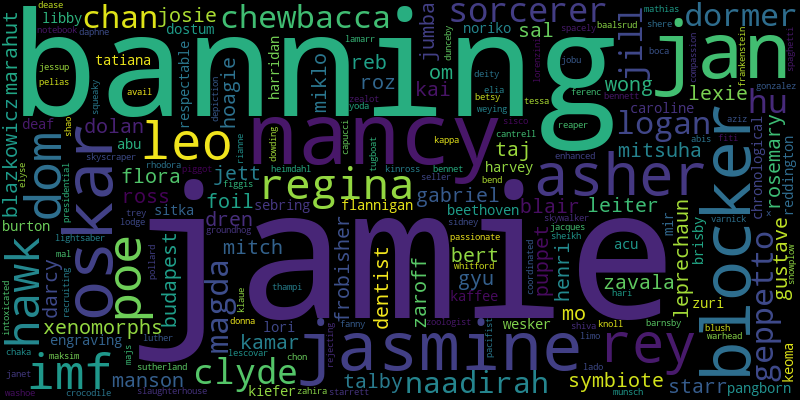 dease
libby
josie
chan
chewbacca
sorcerer
mathias
dormer
daphne
lamarr
noriko
shere
baalsrud
spacely
banning
jan
notebook
dostum
harridan
miklo
reb
jumba
sal
jill
boca
frankenstein
marahut
jessup
tatiana
respectable
hoagie
roz
om
kai
dunceby
deity
lorenzini
jobu
wong
compassion
lexie
gonzalez
spaghetti
pelias
avail
squeaky
depiction
yoda
zealot
elia
betsy
weying
tessa
ferenc
bennett
caroline
hu
blazkowicz
deaf
shao
dolan
leo
nancy
kappa
sisco
reaper
logan
aziz
fifi
cantrell
taj
mitsuha
abis
chronological
rosemary
reddington
dom
oskar
skyscraper
abu
rianne
dowding
capucci
harvey
bennet
enhanced
asher
blocker
elyse
presidential
flora
rhodora
piggot
jett
heimdahl
regina
tugboat
kinross
seller
bend
ross
figgis
foil
gabriel
blair
leiter
burton
trey
lodge
sitka
sebring
flannigan
beethoven
sidney
skywalker
jacques
sheikh
varnick
hawk
poe
dren
groundhog
jamie
passionate
coordinated
puppet
henri
acu
mir
leprechaun
brisby
geppetto
gustave
snowplow
lightsaber
mal
recruiting
darcy
budapest
pollard
magda
mitch
frobisher
zaroff
bert
whitford
gyu
kaffee
zavala
hari
zuri
intoxicated
xenomorphs
klaue
thampi
dentist
donna
mo
shiva
knoll
barnsby
blush
warhead
keoma
engraving
luther
lori
fanny
jasmine
wesker
limo
rey
chaka
maksim
majs
kamar
lescovar
chon
rejecting
zoologist
pacifist
lado
janet
imf
manson
sutherland
clyde
talby
naadirah
symbiote
starr
pangborn
washoe
crocodile
slaughterhouse
kiefer
zahira
starrett
munsch